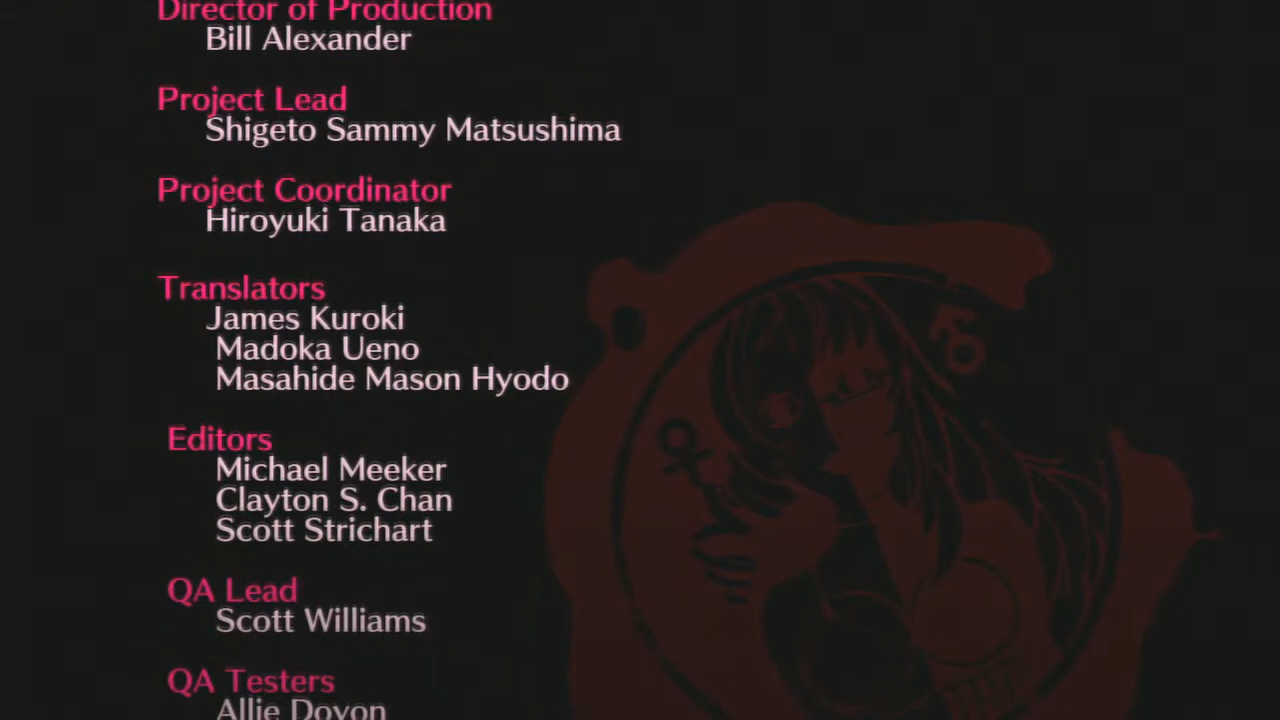 Director of Production
Bill Alexander
Project Lead
Shigeto Sammy Matsushima
Project Coordinator
Hiroyuki Tanaka
Translators
James Kuroki
Madoka Ueno
Masahide Mason Hyodo
Editors
Michael Meeker
Clayton S. Chan
Scott Strichart
QA Lead
Scott Williams
QA Testers
Allie Doyon